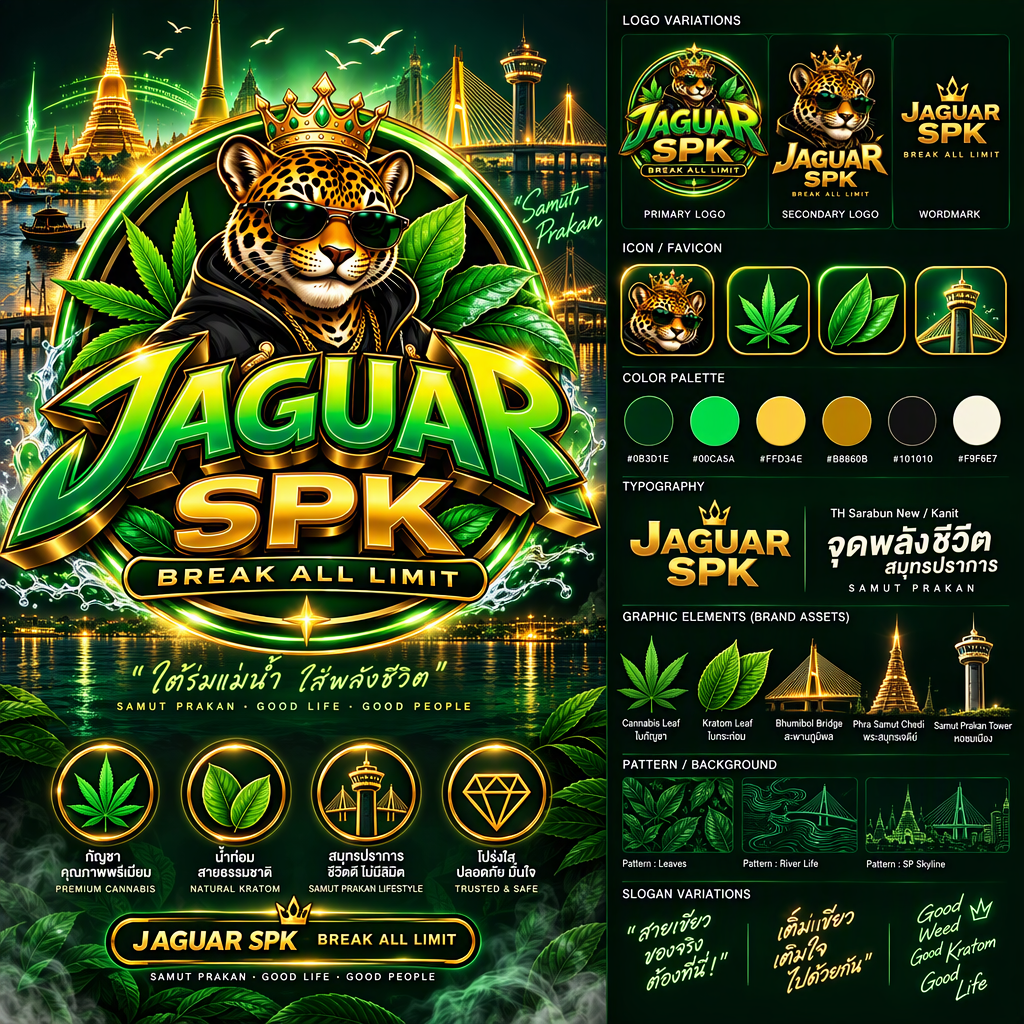 "Samut, Prakan"
JAGUAR
SPK
BREAK ALL LIMIT
"ใต้ร่มแม่น้ำ ใส่พลังชีวิต"
SAMUT PRAKAN · GOOD LIFE · GOOD PEOPLE
กัญชา
คุณภาพพรีเมียม
PREMIUM CANNABIS
น้ำท่อม
สายธรรมชาติ
NATURAL KRATOM
สมุทรปราการ
ชีวิตดี ไม่มีลิมิต
SAMUT PRAKAN LIFESTYLE
โปร่งใส
ปลอดภัย มั่นใจ
TRUSTED & SAFE
JAGUAR SPK BREAK ALL LIMIT
SAMUT PRAKAN · GOOD LIFE · GOOD PEOPLE
LOGO VARIATIONS
JAGUAR
SPK
BREAK ALL LIMIT
PRIMARY LOGO
JAGUAR
SPK
BREAK ALL LIMIT
SECONDARY LOGO
JAGUAR
SPK
BREAK ALL LIMIT
WORDMARK
ICON / FAVICON
COLOR PALETTE
#0B3D1E #00CA5A #FFD34E #B8860B #101010 #F9F6E7
TYPOGRAPHY
JAGUAR
SPK
TH Sarabun New / Kanit
จุดพลังชีวิต
สมุทรปราการ
SAMUT PRAKAN
GRAPHIC ELEMENTS (BRAND ASSETS)
Cannabis Leaf
ใบกัญชา
Kratom Leaf
ใบกระท่อม
Bhumibol Bridge
สะพานภูมิพล
Phra Samut Chedi
พระสมุทรเจดีย์
Samut Prakan Tower
หอชมเมือง
PATTERN / BACKGROUND
Pattern : Leaves
Pattern : River Life
Pattern : SP Skyline
SLOGAN VARIATIONS
"สายเขียว
ของจริง
ต้องที่นี่!"
เติมใจ
ไปด้วยกัน"
Good
Weed
Good Kratom
Good
Life